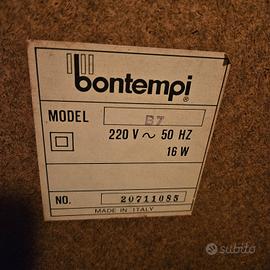 bontempi®
MODEL B7
220 V ~ 50 HZ
16 W
NO. 20711085
MADE IN ITALY
subito